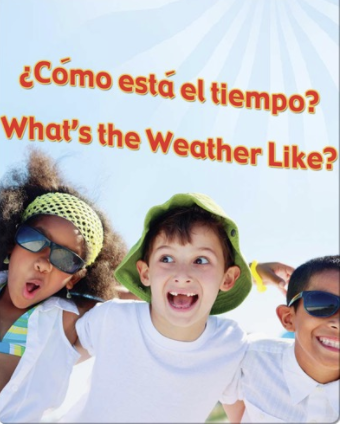 ¿Cómo está el tiempo?
What's the Weather Like?